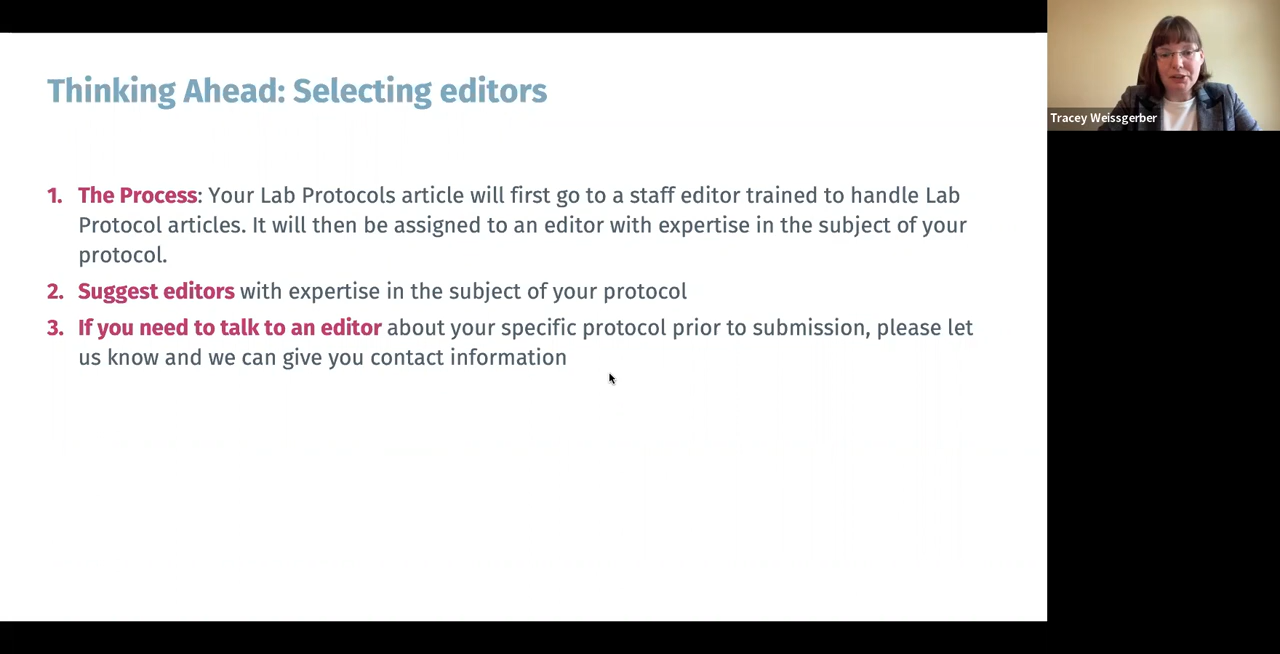 Thinking Ahead: Selecting editors
Tracey Weissgerber
1. The Process: Your Lab Protocols article will first go to a staff editor trained to handle Lab
Protocol articles. It will then be assigned to an editor with expertise in the subject of your
protocol.
2. Suggest editors with expertise in the subject of your protocol
3. If you need to talk to an editor about your specific protocol prior to submission, please let
us know and we can give you contact information